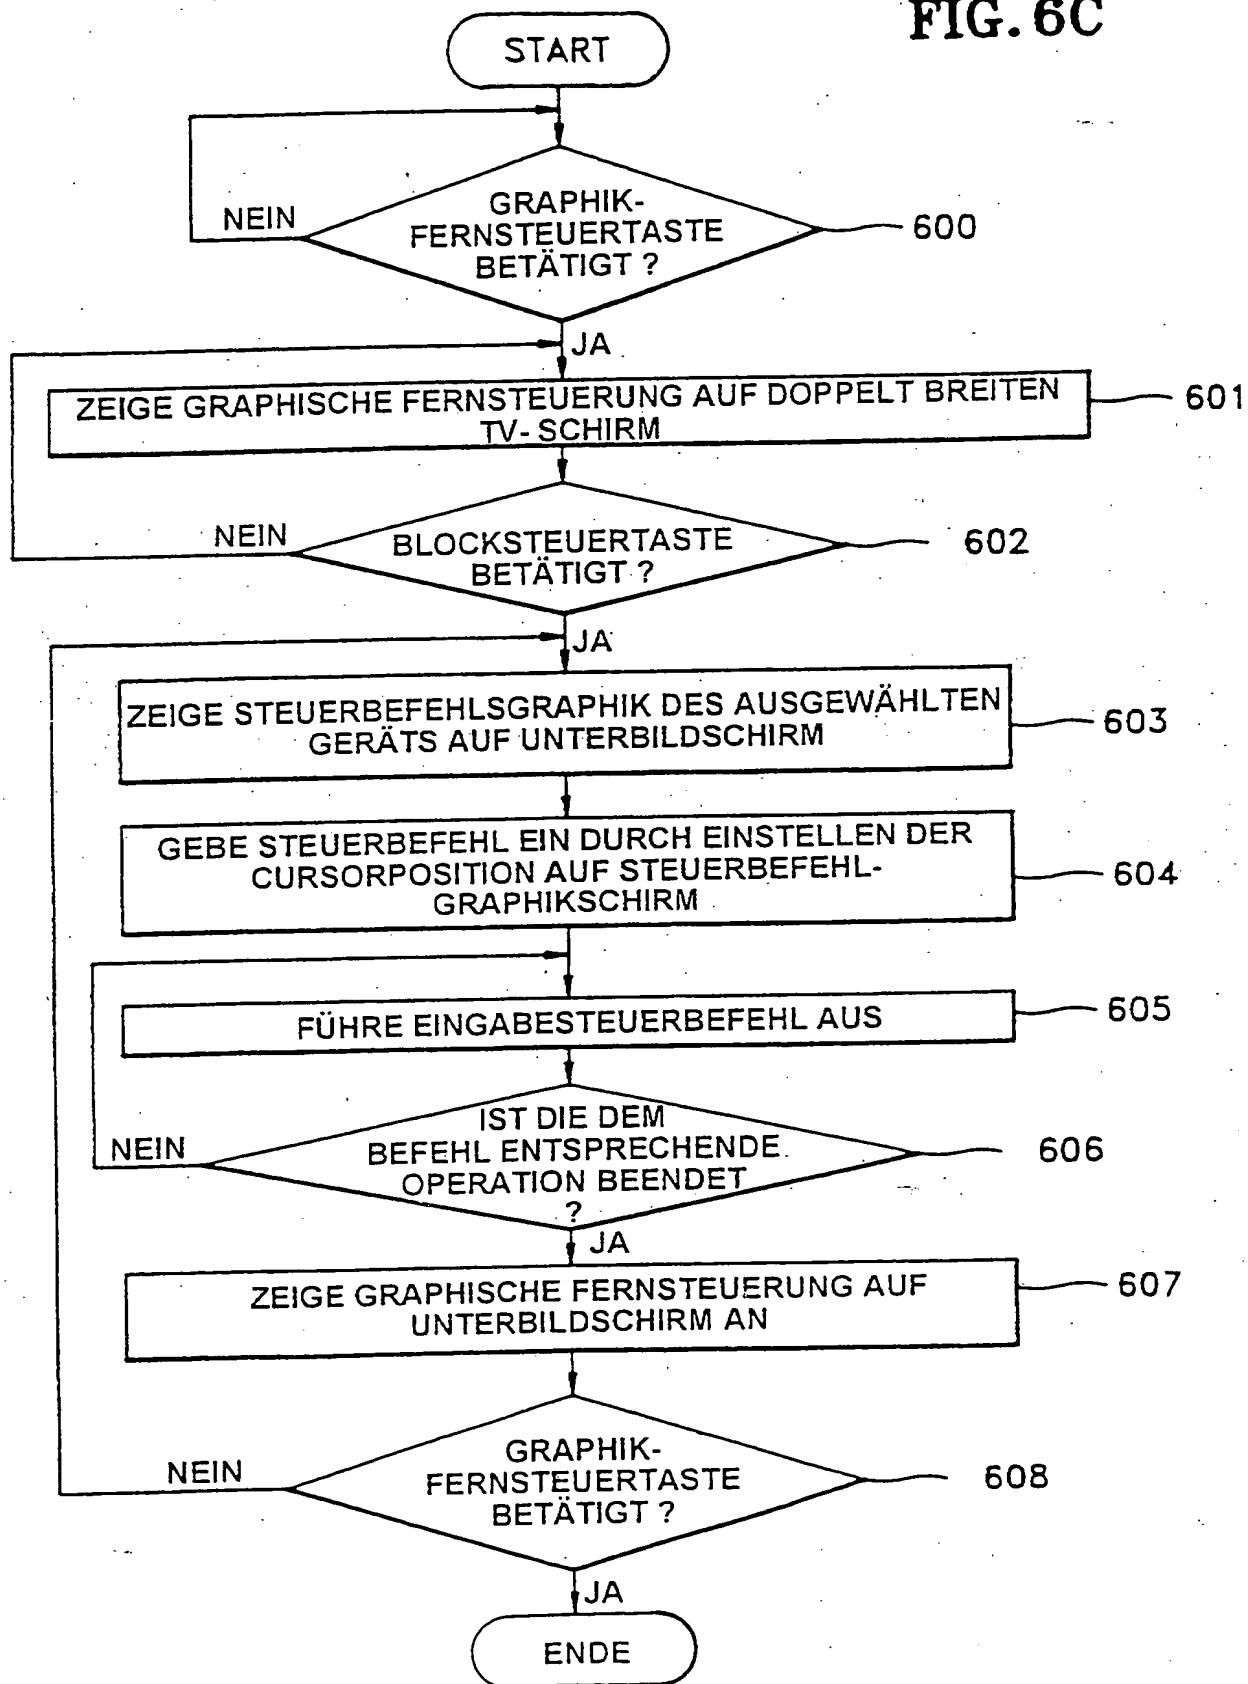 FIG. 6C
START
NEIN
GRAPHIK-
FERNSTEUERTASTE
BETÄTIGT ?
600
JA
ZEIGE GRAPHISCHE FERNSTEUERUNG AUF DOPPELT BREITEN
TV-SCHIRM
601
NEIN
BLOCKSTEUERTASTE
BETÄTIGT ?
602
JA
ZEIGE STEUERBEFEHLSGRAPHIK DES AUSGEWÄHLTEN
GERÄTS AUF UNTERBILDSCHIRM
603
GEBE STEUERBEFEHL EIN DURCH EINSTELLEN DER
CURSORPOSITION AUF STEUERBEFEHL-
GRAPHIKSCHIRM
604
FÜHRE EINGABESTEUERBEFEHL AUS
605
NEIN
IST DIE DEM
BEFEHL ENTSPRECHENDE
OPERATION BEENDET
?
606
JA
ZEIGE GRAPHISCHE FERNSTEUERUNG AUF
UNTERBILDSCHIRM AN
607
NEIN
GRAPHIK-
FERNSTEUERTASTE
BETÄTIGT ?
608
JA
ENDE